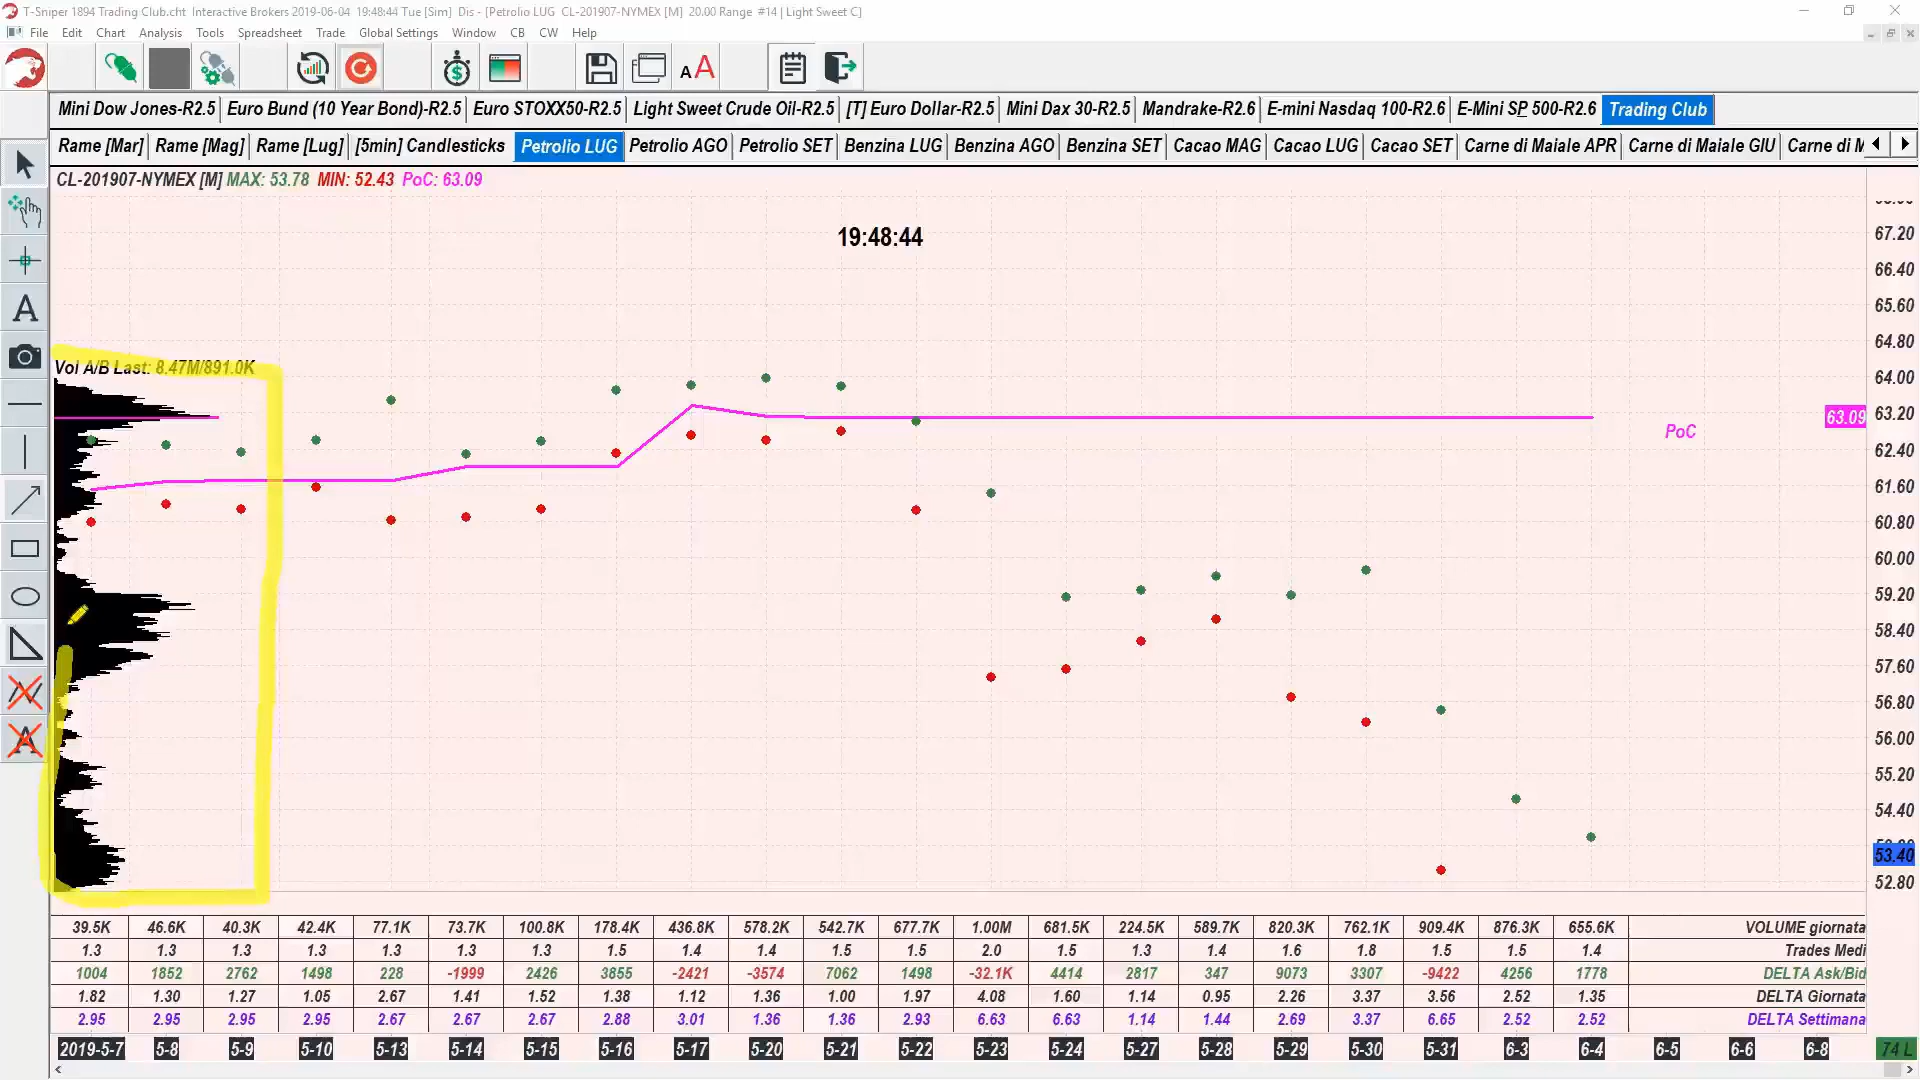 T-Sniper 1894 Trading Club.cht Interactive Brokers 2019-06-04 19:48:44 Tue [Sim] Dis - [Petrolio LUG CL-201907-NYMEX [M] 20.00 Range #14 | Light Sweet C]
File Edit Chart Analysis Tools Spreadsheet Trade Global Settings Window CB CW Help
A A
Mini Dow Jones-R2.5 Euro Bund (10 Year Bond)-R2.5 Euro STOXX50-R2.5 Light Sweet Crude Oil-R2.5 [T] Euro Dollar-R2.5 Mini Dax 30-R2.5 Mandrake-R2.6 E-mini Nasdaq 100-R2.6 E-Mini SP 500-R2.6 Trading Club
Rame [Mar] Rame [Mag] Rame [Lug] [5min] Candlesticks Petrolio LUG Petrolio AGO Petrolio SET Benzina LUG Benzina AGO Benzina SET Cacao MAG Cacao LUG Cacao SET Carne di Maiale APR Carne di Maiale GIU Carne di M
CL-201907-NYMEX [M] MAX: 53.78 MIN: 52.43 PoC: 63.09
19:48:44
67.20
66.40
65.60
64.80
Vol A/B Last: 8.47M/891.0K
64.00
63.20
63.09
PoC
62.40
61.60
60.80
60.00
59.20
58.40
57.60
56.80
56.00
55.20
54.40
53.40
52.80
39.5K 46.6K 40.3K 42.4K 77.1K 73.7K 100.8K 178.4K 436.8K 578.2K 542.7K 677.7K 1.00M 681.5K 224.5K 589.7K 820.3K 762.1K 909.4K 876.3K 655.6K VOLUME giornata
1.3 1.3 1.3 1.3 1.3 1.3 1.3 1.5 1.4 1.4 1.5 1.5 2.0 1.5 1.3 1.4 1.6 1.8 1.5 1.5 1.4 Trades Medi
1004 1852 2762 1498 228 -1999 2426 3855 -2421 -3574 7062 1498 -32.1K 4414 2817 347 9073 3307 -9422 4256 1778 DELTA Ask/Bid
1.82 1.30 1.27 1.05 2.67 1.41 1.52 1.38 1.12 1.36 1.00 1.97 4.08 1.60 1.14 0.95 2.26 3.37 3.56 2.52 1.35 DELTA Giornata
2.95 2.95 2.95 2.95 2.67 2.67 2.67 2.88 3.01 1.36 1.36 2.93 6.63 6.63 1.14 1.44 2.69 3.37 6.65 2.52 2.52 DELTA Settimana
2019-5-7 5-8 5-9 5-10 5-13 5-14 5-15 5-16 5-17 5-20 5-21 5-22 5-23 5-24 5-27 5-28 5-29 5-30 5-31 6-3 6-4 6-5 6-6 6-8 74 L